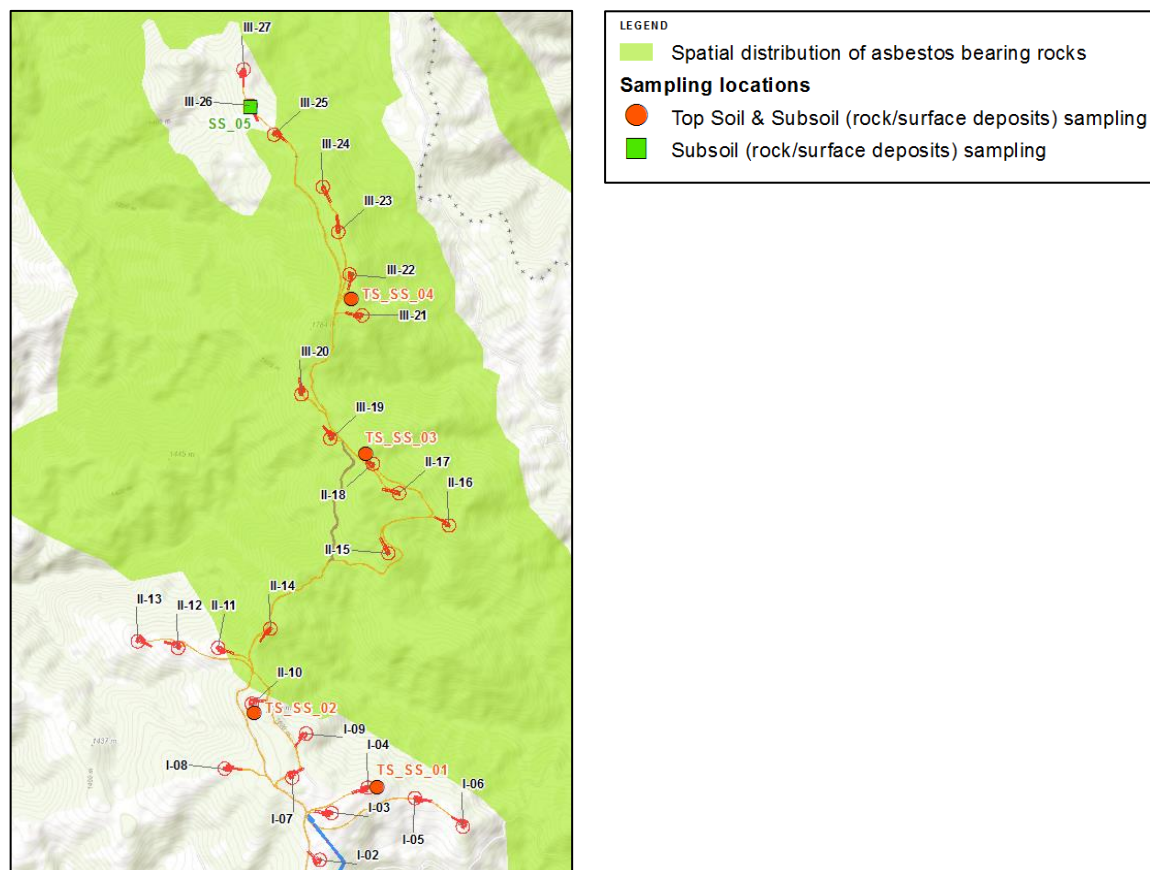 III-27
III-26
SS_05
III-25
III-24
III-23
III-22
TS_SS_04
III-21
III-20
III-19
TS_SS_03
II-17
II-18
II-16
II-15
II-14
II-13
II-12
II-11
II-10
TS_SS_02
I-09
I-04
TS_SS_01
I-08
I-06
I-07
I-03
I-05
I-02
LEGEND
Spatial distribution of asbestos bearing rocks
Sampling locations
Top Soil & Subsoil (rock/surface deposits) sampling
Subsoil (rock/surface deposits) sampling